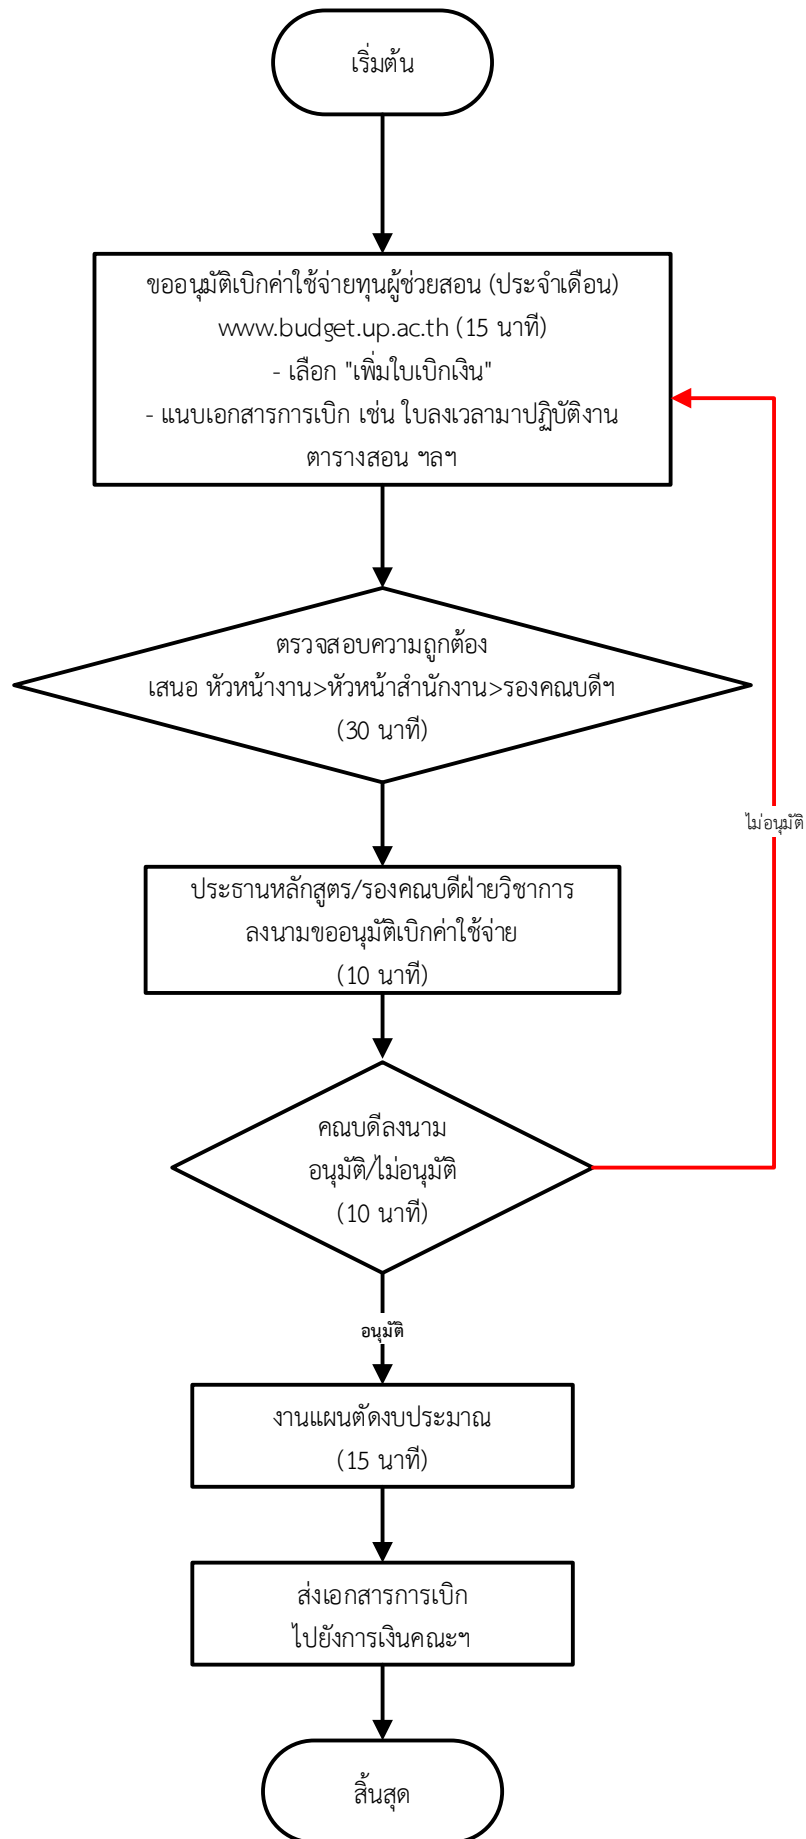 เริ่มต้น
ขออนุมัติเบิกค่าใช้จ่ายทุนผู้ช่วยสอน (ประจำเดือน)
www.budget.up.ac.th (15 นาที)
- เลือก "เพิ่มใบเบิกเงิน"
- แนบเอกสารการเบิก เช่น ใบลงเวลามาปฏิบัติงาน
ตารางสอน ฯลฯ
ตรวจสอบความถูกต้อง
เสนอ หัวหน้างาน>หัวหน้าสำนักงาน>รองคณบดีฯ
(30 นาที)
ไม่อนุมัติ
ประธานหลักสูตร/รองคณบดีฝ่ายวิชาการ
ลงนามขออนุมัติเบิกค่าใช้จ่าย
(10 นาที)
คณบดีลงนาม
อนุมัติ/ไม่อนุมัติ
(10 นาที)
อนุมัติ
งานแผนตัดงบประมาณ
(15 นาที)
ส่งเอกสารการเบิก
ไปยังการเงินคณะฯ
สิ้นสุด